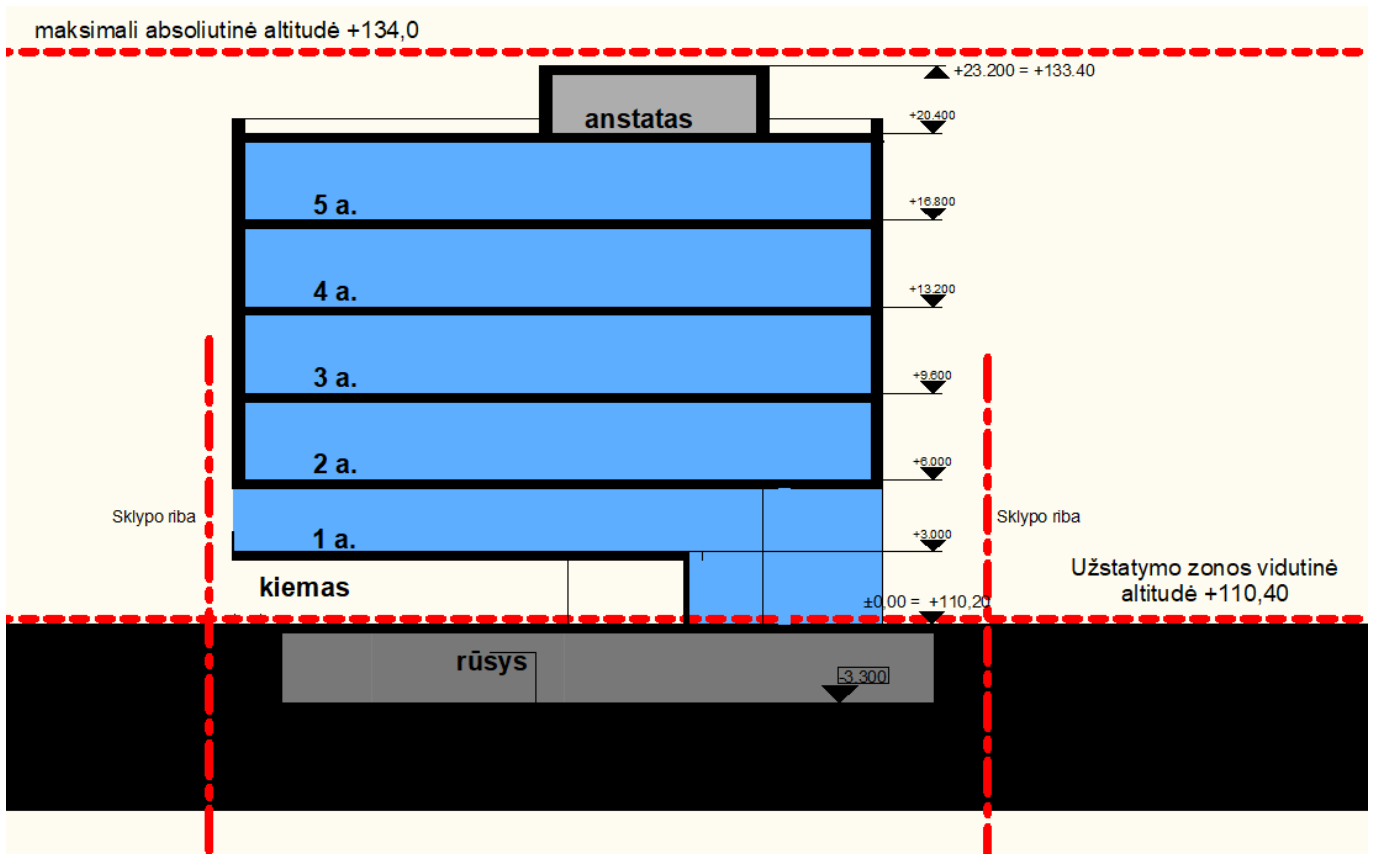 maksimali absoliutinė altitudė +134,0
+23.200 = +133.40
anstatas
+20.400
5 a.
+16.800
4 a.
+13.200
3 a.
+9.600
2 a.
+6.000
Sklypo riba
Sklypo riba
1 a.
+3.000
kiemas
Užstatymo zonos vidutinė
altitudė +110,40
±0,00 = +110,20
rūsys
-3.300